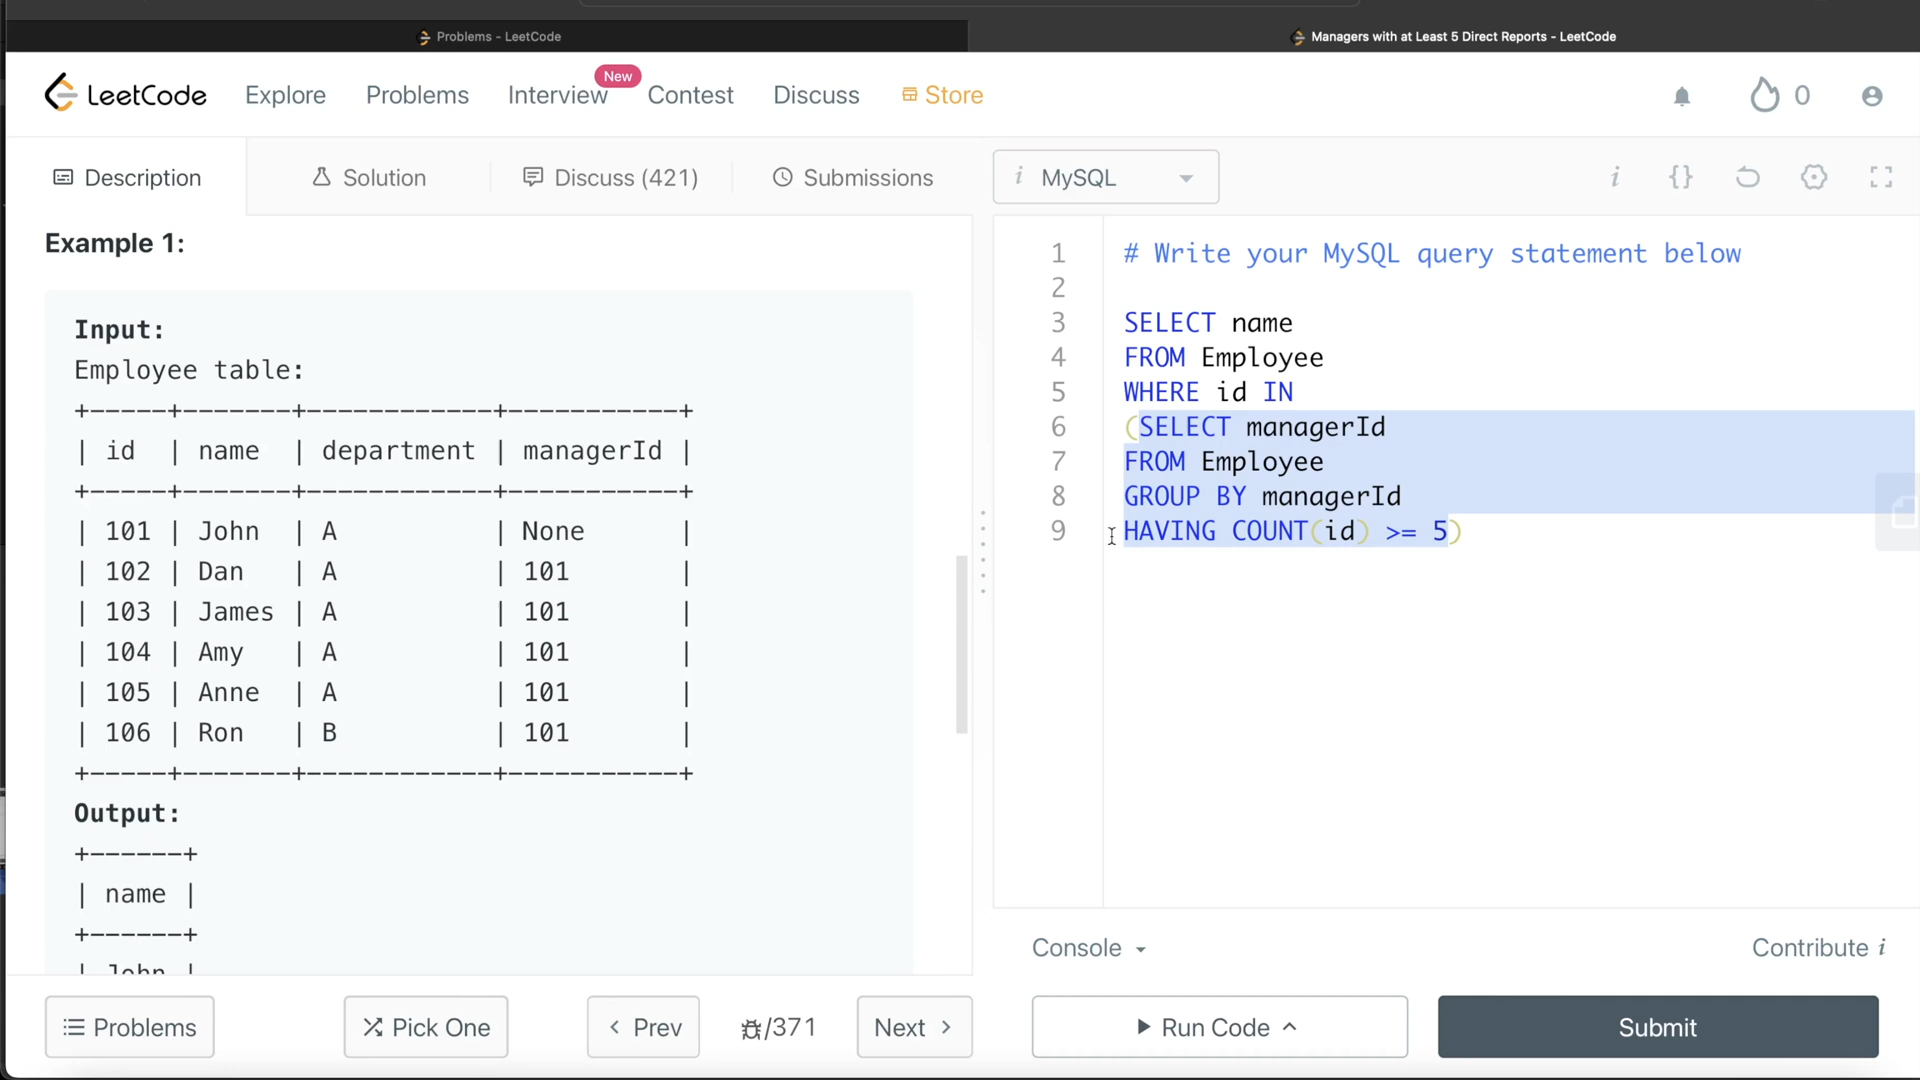 Problems - LeetCode
Managers with at Least 5 Direct Reports - LeetCode
LeetCode
Explore
Problems
Interview
New
Contest
Discuss
Store
0
Description
Solution
Discuss (421)
Submissions
i MySQL
i {}
Example 1:
Input:
Employee table:
+-----+-------+------------+-----------+
| id  | name  | department | managerId |
+-----+-------+------------+-----------+
| 101 | John  | A          | None      |
| 102 | Dan   | A          | 101       |
| 103 | James | A          | 101       |
| 104 | Amy   | A          | 101       |
| 105 | Anne  | A          | 101       |
| 106 | Ron   | B          | 101       |
+-----+-------+------------+-----------+
Output:
+------+
| name |
+------+
| John |
1 # Write your MySQL query statement below
2
3 SELECT name
4 FROM Employee
5 WHERE id IN
6 (SELECT managerId
7 FROM Employee
8 GROUP BY managerId
9 HAVING COUNT(id) >= 5)
Console
Contribute i
Problems
Pick One
Prev
/371
Next
Run Code
Submit